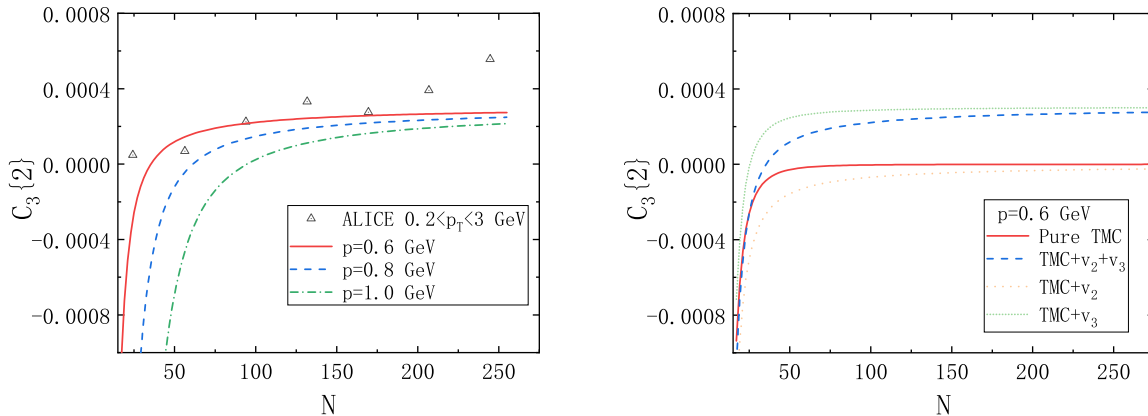 0.0008
0.0004
0.0000
-0.0004
-0.0008
C3{2}
50
100
150
200
250
N
ALICE 0.2<pT<3 GeV
p=0.6 GeV
p=0.8 GeV
p=1.0 GeV
0.0008
0.0004
0.0000
-0.0004
-0.0008
C3{2}
50
100
150
200
250
N
p=0.6 GeV
Pure TMC
TMC+v2+v3
TMC+v2
TMC+v3